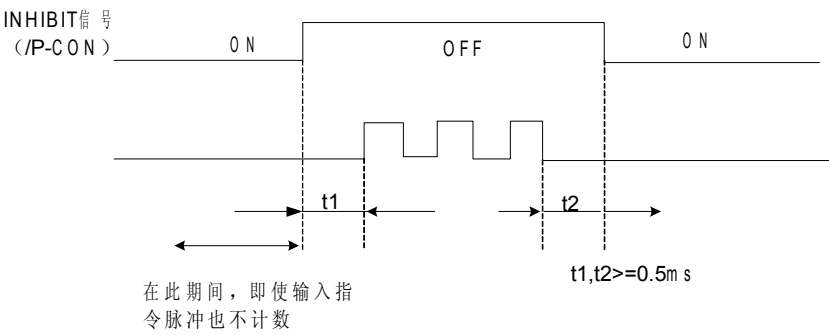 INHIBIT信号
（/P-CON）
ON
OFF
ON
t1
t2
t1,t2>=0.5ms
在此期间，即使输入指
令脉冲也不计数